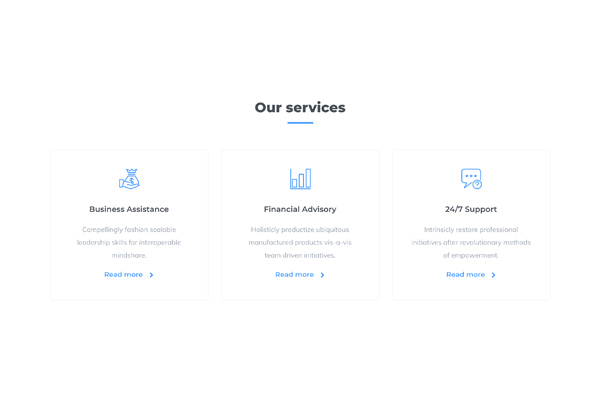 Our services
Business Assistance
Compellingly fashion scalable
leadership skills for interoperable
mindshare.
Read more
Financial Advisory
Holisticly productize ubiquitous
manufactured products vis-a-vis
team driven initiatives.
Read more
24/7 Support
Intrinsicly restore professional
initiatives after revolutionary methods
of empowerment.
Read more